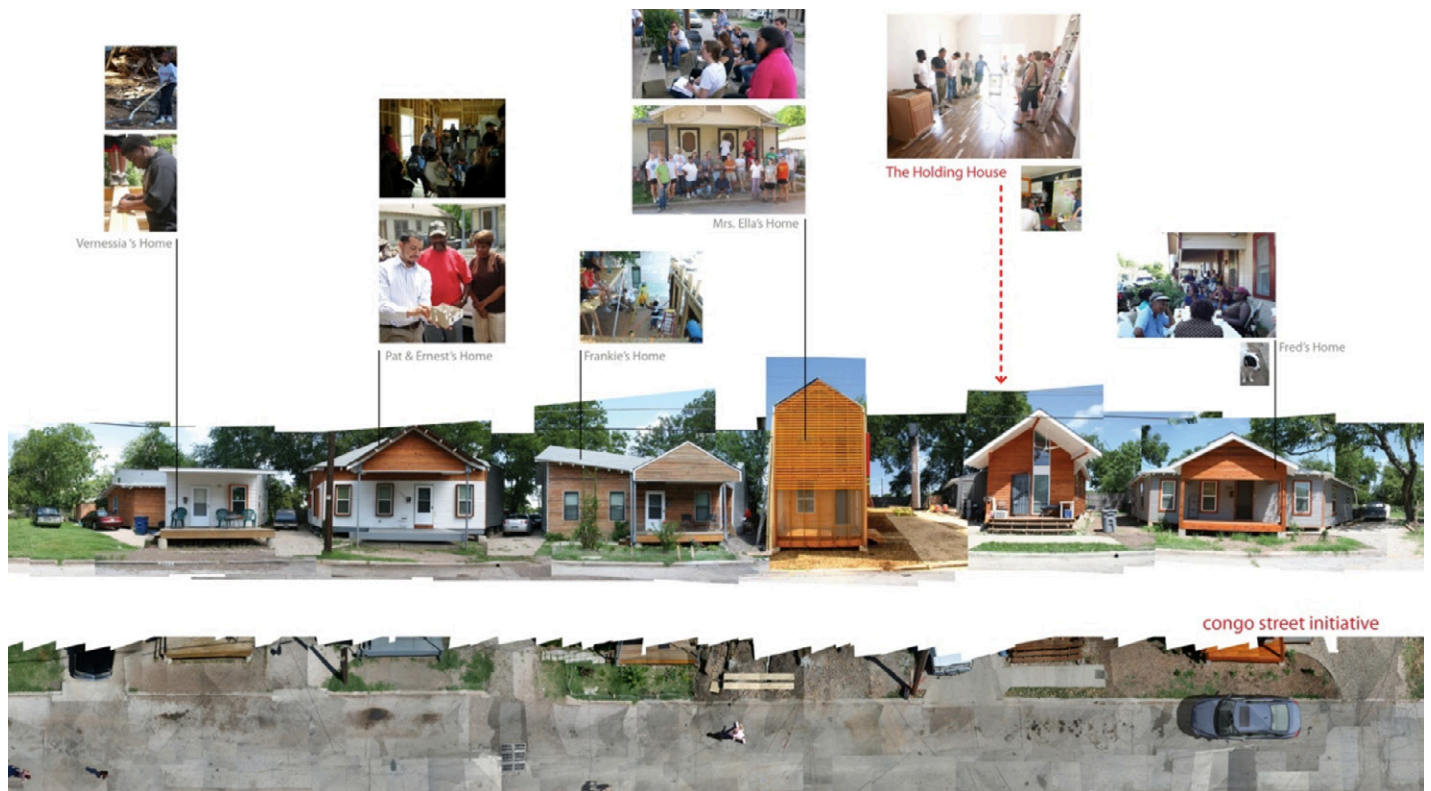 The Holding House
Mrs. Ella's Home
Vernessia 's Home
Pat & Ernest's Home
Frankie's Home
Fred's Home
congo street initiative